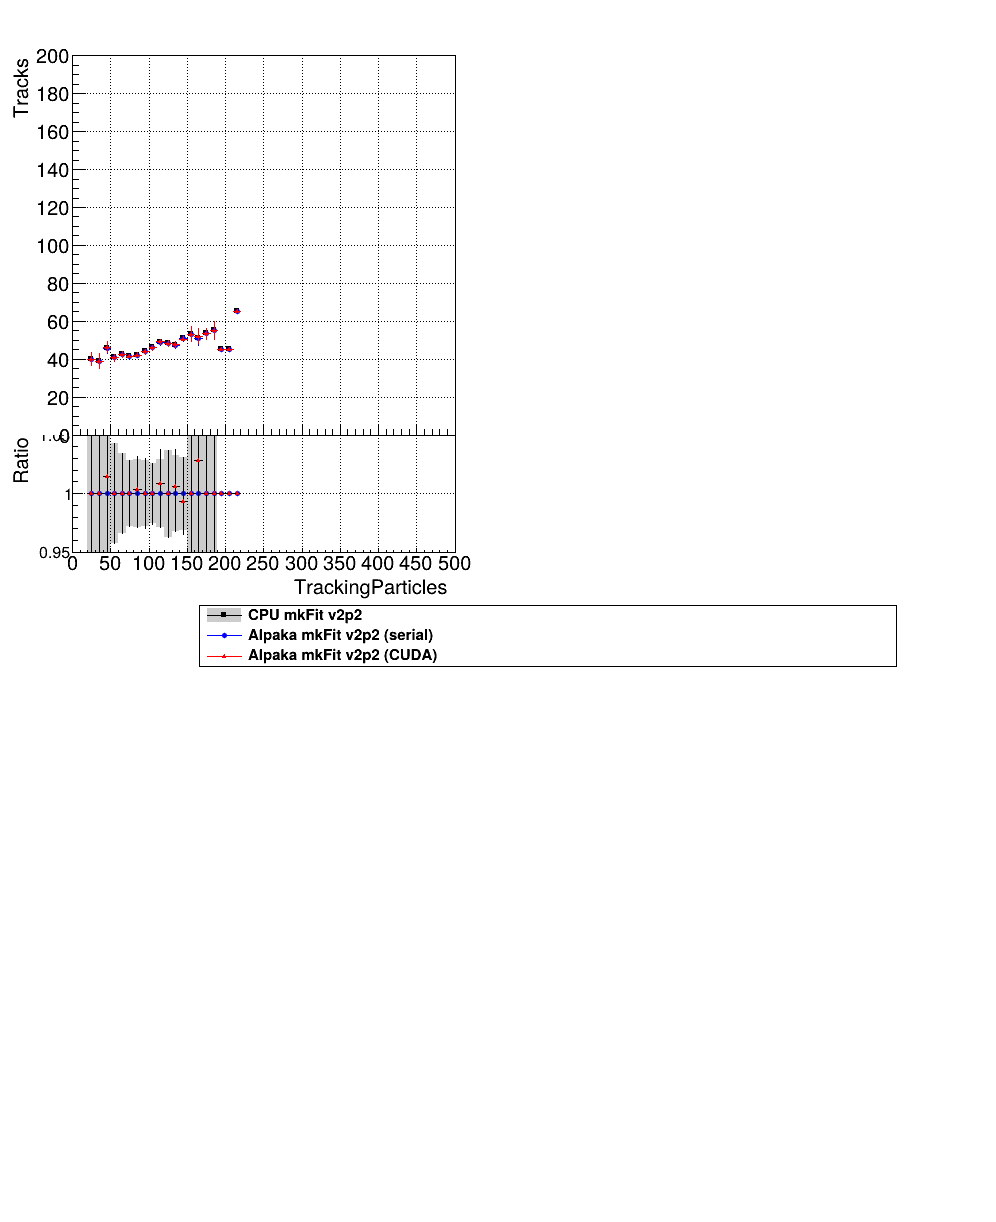 Tracks
200
180
160
140
120
100
80
60
40
20
0
Ratio
1
0.95
0 50 100 150 200 250 300 350 400 450 500
TrackingParticles
CPU mkFit v2p2
Alpaka mkFit v2p2 (serial)
Alpaka mkFit v2p2 (CUDA)